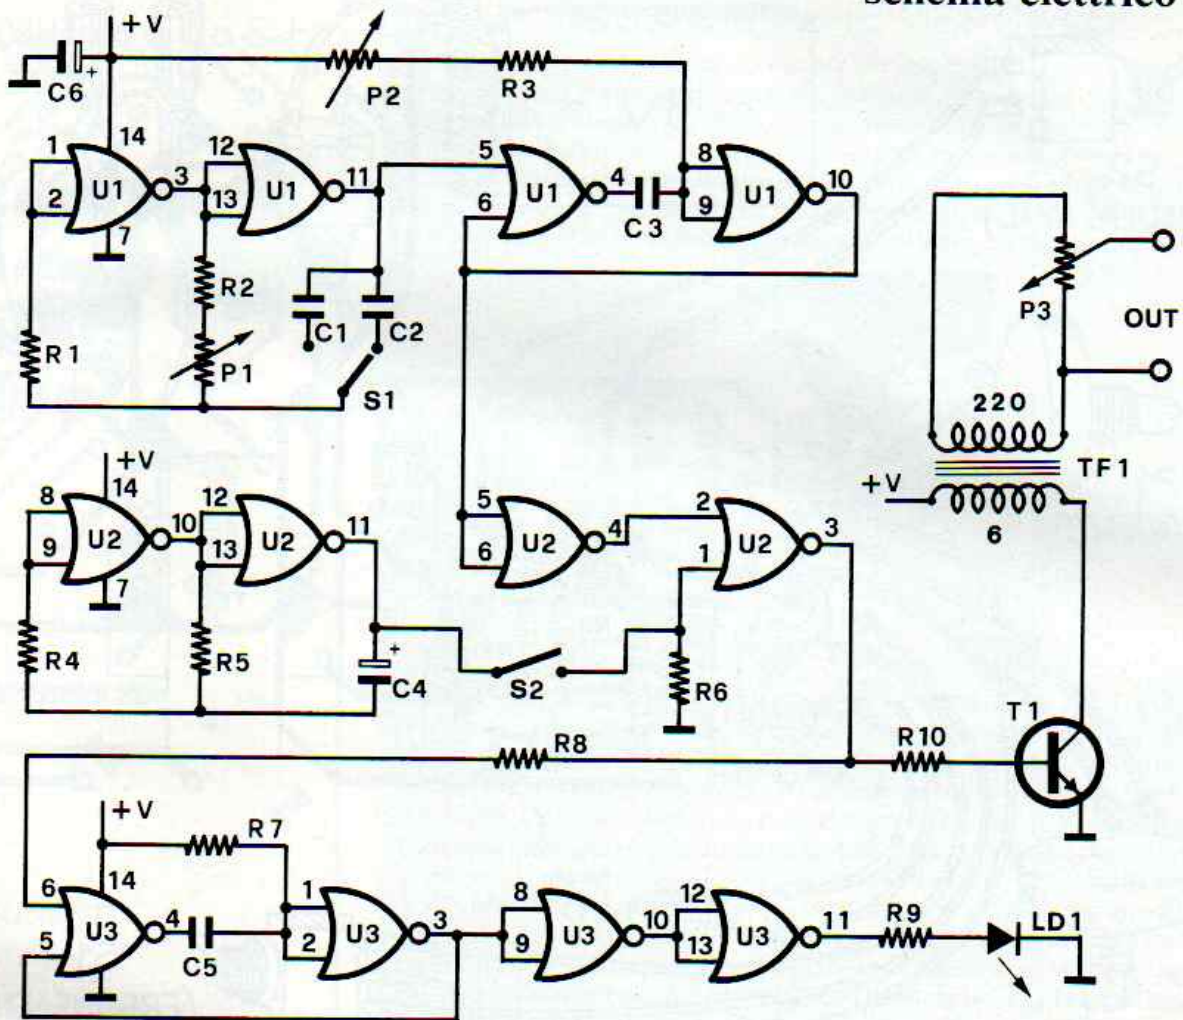 schema elettrico
+V
C6 +
P2
R3
14
1 2 U1 3 7
12 13 U1 11
5 6 U1 4
C3
8 9 U1 10
R1
R2
P1
C1 C2
S1
P3
OUT
220
TF1
+V
6
+V
14
8 9 U2 10 7
12 13 U2 11
5 6 U2 4
2 1 U2 3
R4
R5
+ C4
S2
R6
T1
R8
R10
+V
R7
14
6 5 U3 4
C5
1 2 U3 3
8 9 U3 10
12 13 U3 11
R9
LD1